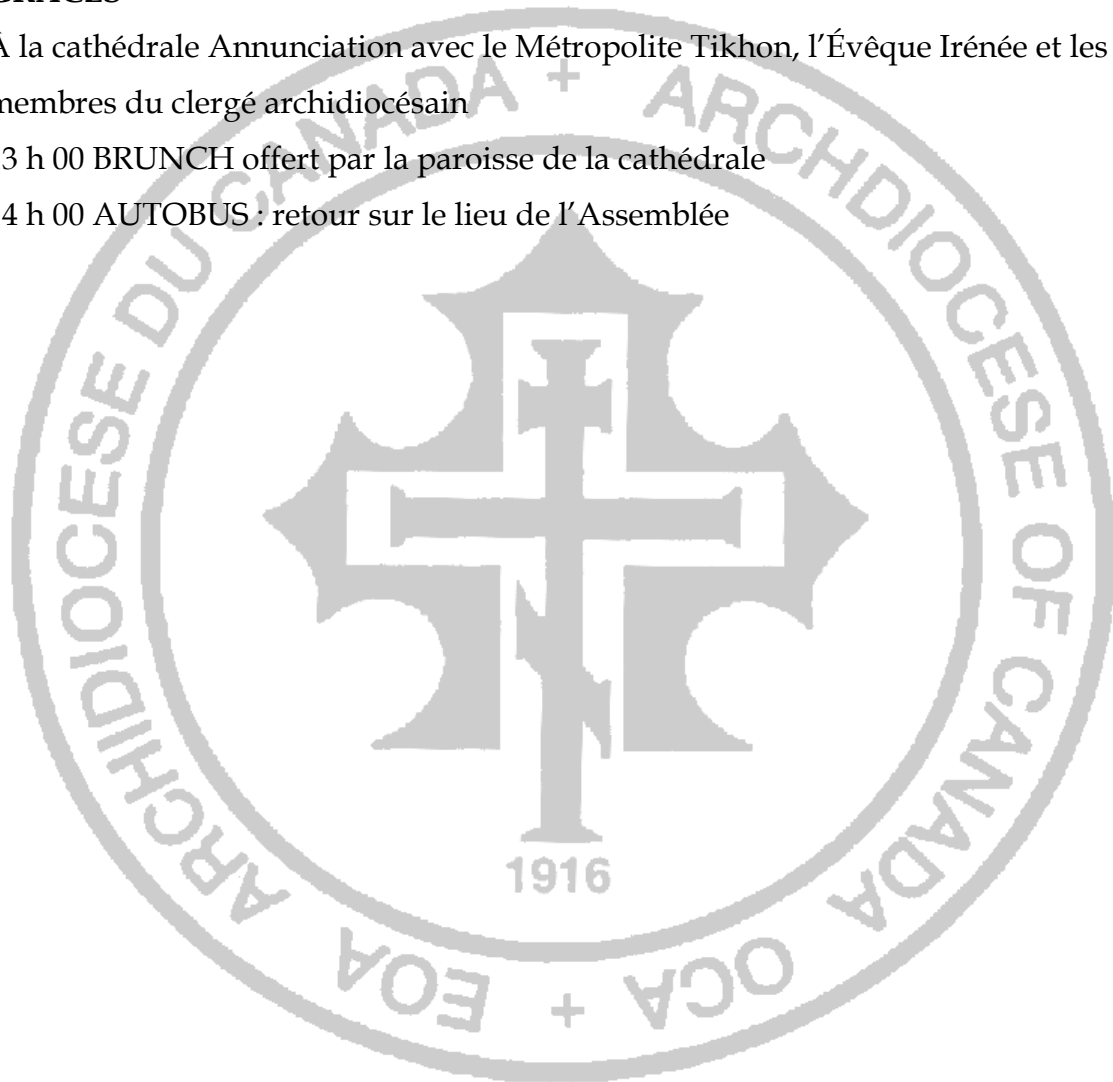 À la cathédrale Annunciation avec le Métropolite Tikhon, l’Évêque Irénée et les
membres du clergé archidiocésain
3 h 00 BRUNCH offert par la paroisse de la cathédrale
4 h 00 AUTOBUS : retour sur le lieu de l’Assemblée
ARCHIDIOCESE DU CANADA + ARCHDIOCESE OF CANADA
1916
EOA + OCA